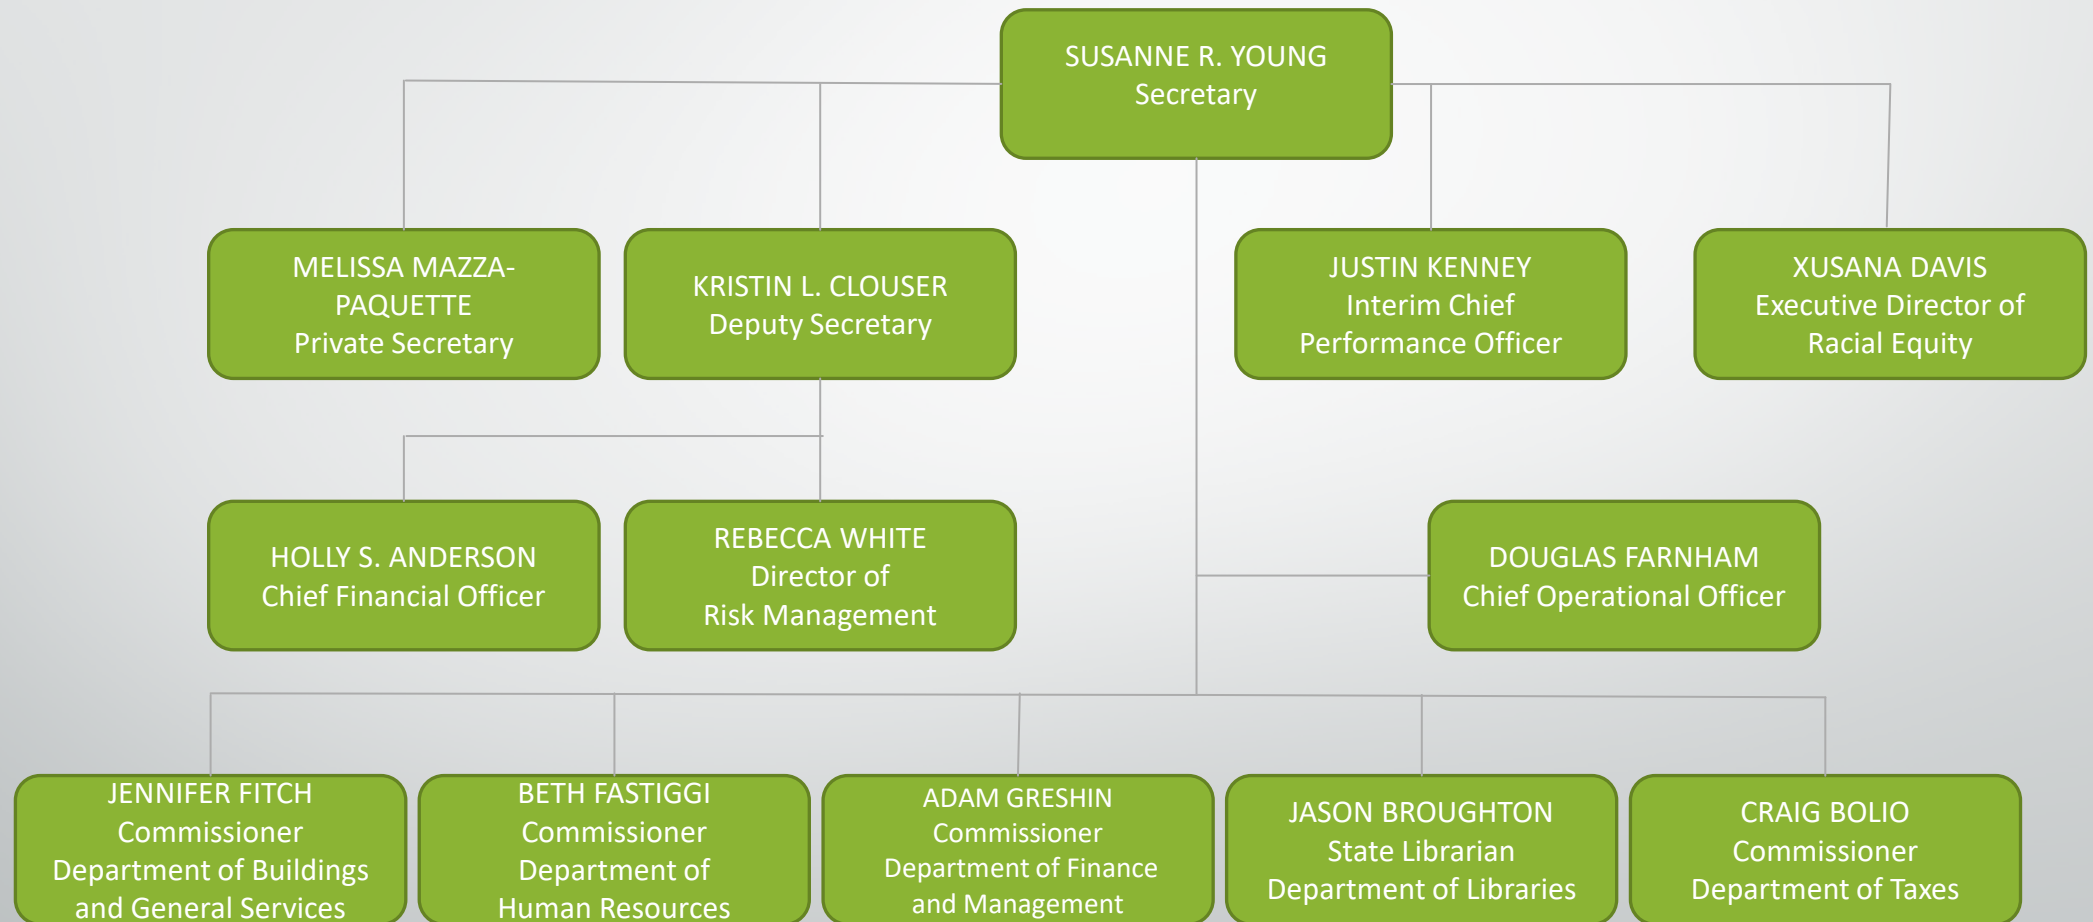 SUSANNE R. YOUNG
Secretary
MELISSA MAZZA-
PAQUETTE
Private Secretary
KRISTIN L. CLOUSER
Deputy Secretary
JUSTIN KENNEY
Interim Chief
Performance Officer
XUSANA DAVIS
Executive Director of
Racial Equity
HOLLY S. ANDERSON
Chief Financial Officer
REBECCA WHITE
Director of
Risk Management
DOUGLAS FARNHAM
Chief Operational Officer
JENNIFER FITCH
Commissioner
Department of Buildings
and General Services
BETH FASTIGGI
Commissioner
Department of
Human Resources
ADAM GRESHIN
Commissioner
Department of Finance
and Management
JASON BROUGHTON
State Librarian
Department of Libraries
CRAIG BOLIO
Commissioner
Department of Taxes